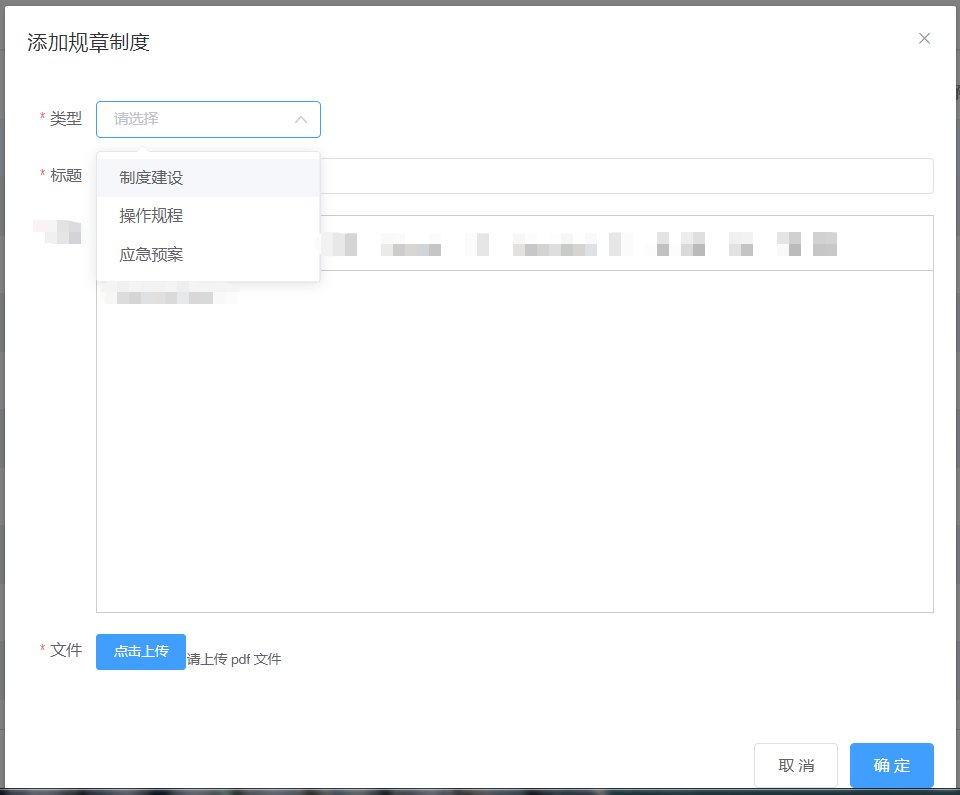 添加规章制度
* 类型 请选择
* 标题
制度建设
操作规程
应急预案
* 文件 点击上传 请上传 pdf 文件
取 消 确 定